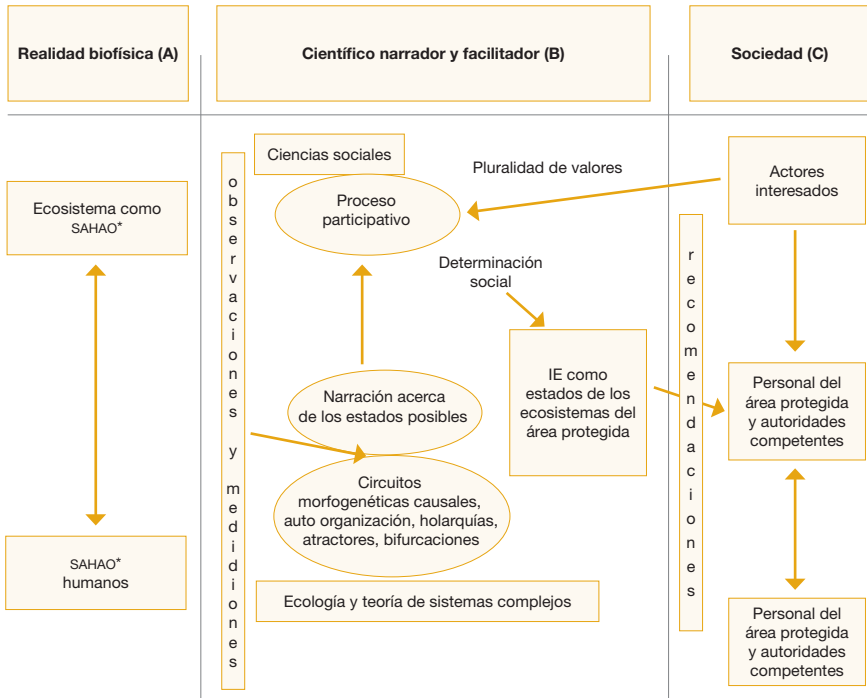 Realidad biofísica (A)
Científico narrador y facilitador (B)
Sociedad (C)
Ecosistema como
SAHAO*
SAHAO*
humanos
observaciones y medidiones
Ciencias sociales
Proceso
participativo
Pluralidad de valores
Determinación
social
Narración acerca
de los estados posibles
Circuitos
morfogenéticas causales,
auto organización, holarquías,
atractores, bifurcaciones
Ecología y teoría de sistemas complejos
IE como
estados de los
ecosistemas del
área protegida
recomendaciones
Actores
interesados
Personal del
área protegida
y autoridades
competentes
Personal del
área protegida
y autoridades
competentes